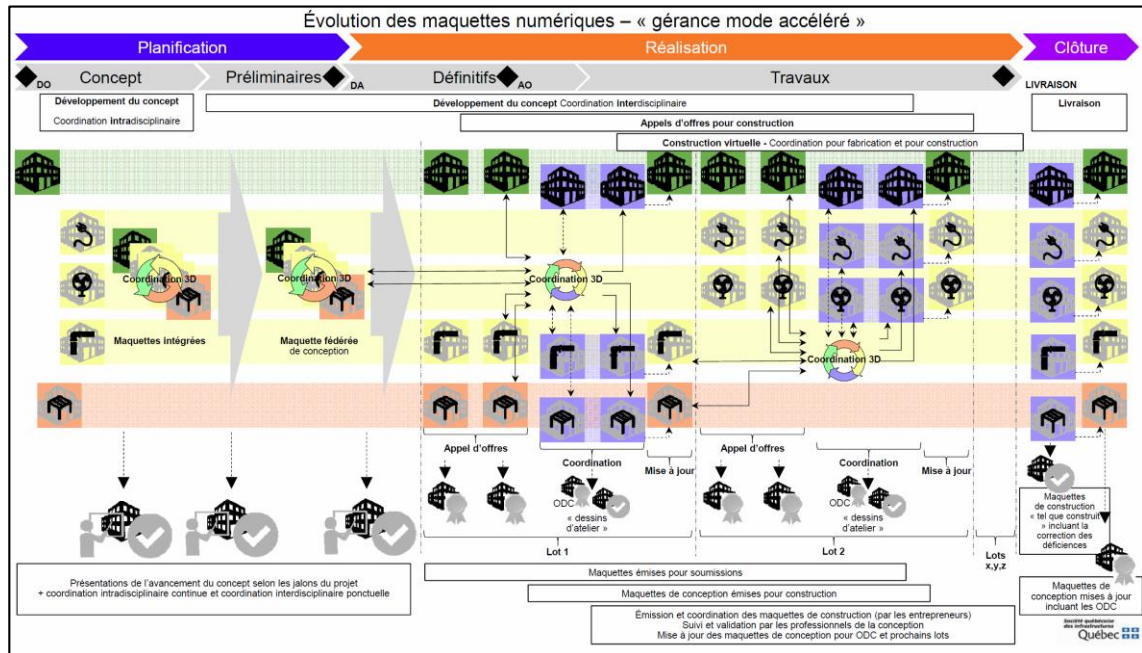 Évolution des maquettes numériques – « gérance mode accéléré »
Planification
Réalisation
Clôture
DO
Concept
Préliminaires
DA
Définitifs
AO
Travaux
LIVRAISON
Développement du concept
Coordination intradisciplinaire
Développement du concept Coordination interdisciplinaire
Livraison
Appels d'offres pour construction
Construction virtuelle - Coordination pour fabrication et pour construction
Coordination 3D
Coordination 3D
Coordination 3D
Coordination 3D
Maquettes intégrées
Maquette fédérée
de conception
Appel d'offres
Coordination
Mise à jour
Appel d'offres
Coordination
Mise à jour
ODC
« dessins
d'atelier »
ODC
« dessins
d'atelier »
Lot 1
Lot 2
Lots
x,y,z
Maquettes
de construction
« tel que construit
» incluant la
correction des
déficiences
Présentations de l'avancement du concept selon les jalons du projet
+ coordination intradisciplinaire continue et coordination interdisciplinaire ponctuelle
Maquettes émises pour soumissions
Maquettes de conception émises pour construction
Émission et coordination des maquettes de construction (par les entrepreneurs)
Suivi et validation par les professionnels de la conception
Mise à jour des maquettes de conception pour ODC et prochains lots
Maquettes de
conception mises à jour
incluant les ODC
Société québécoise
des infrastructures
Québec